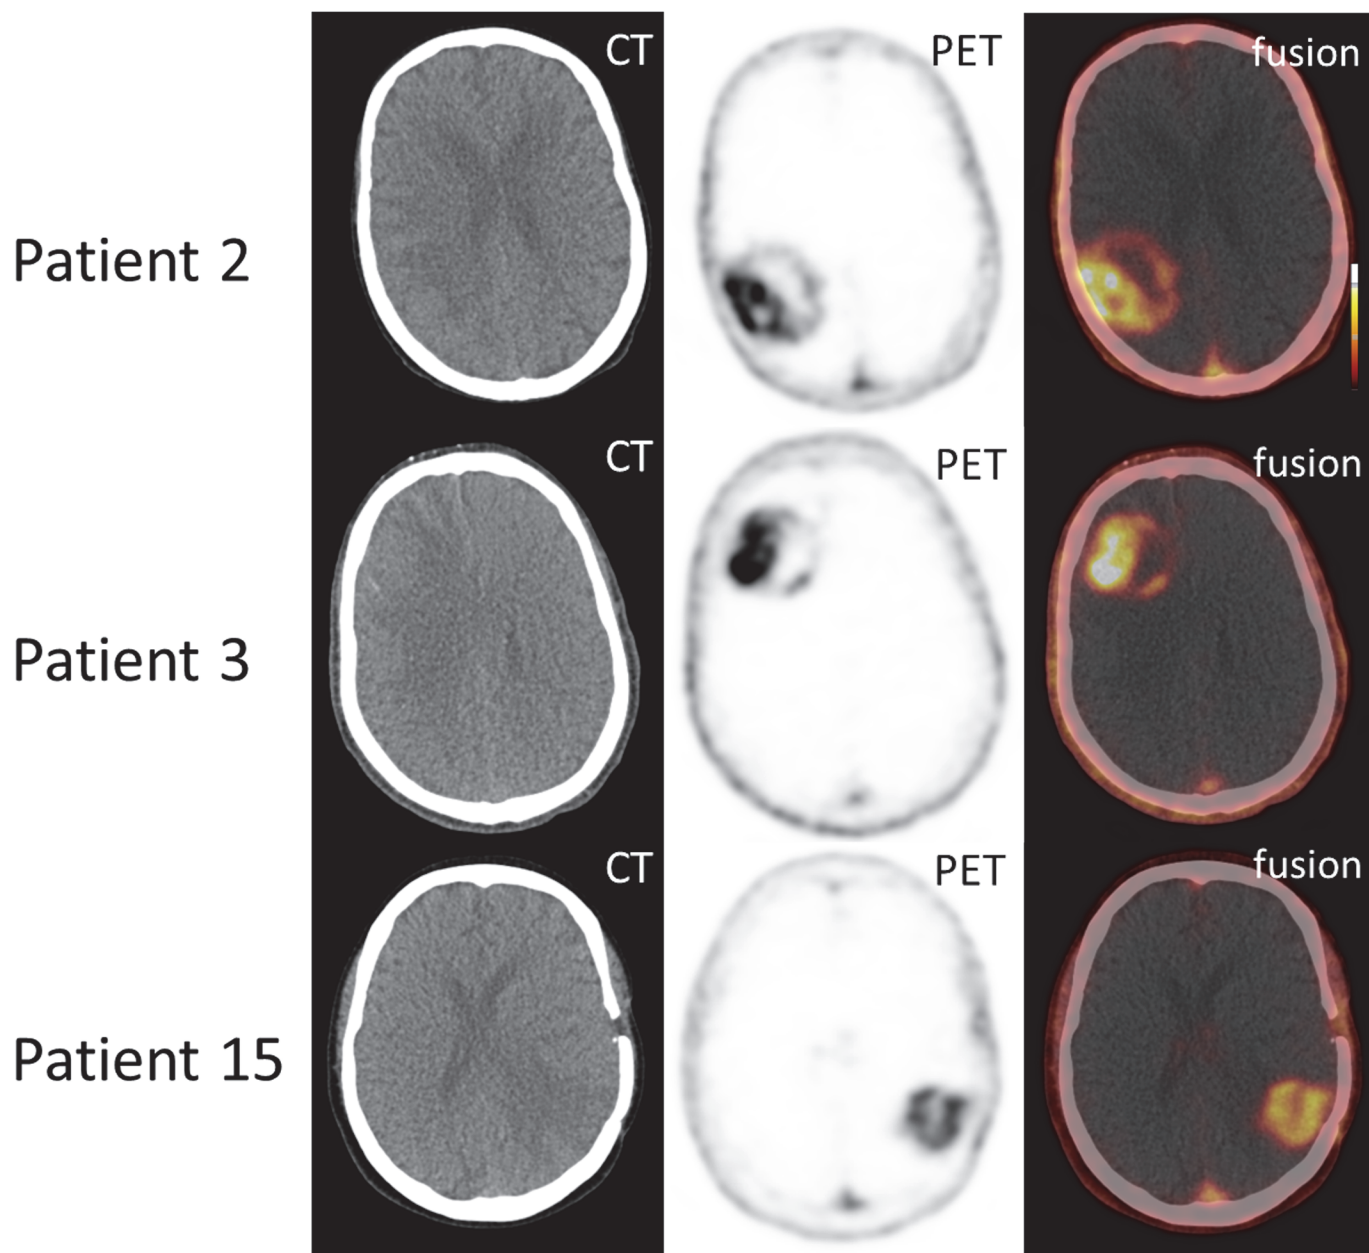 CT
PET
fusion
Patient 2
CT
PET
fusion
Patient 3
CT
PET
fusion
Patient 15